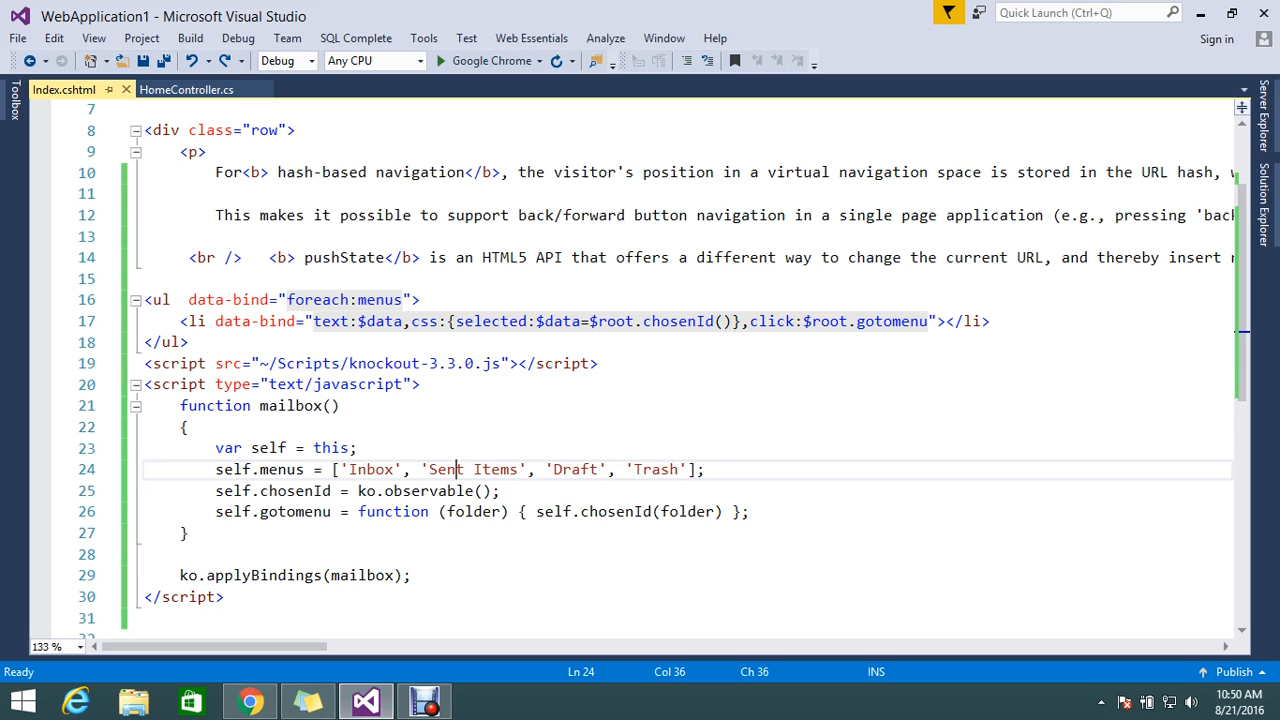 WebApplication1 - Microsoft Visual Studio
Quick Launch (Ctrl+Q)
File Edit View Project Build Debug Team SQL Complete Tools Test Web Essentials Analyze Window Help
Sign in
Debug Any CPU Google Chrome
Toolbox
Index.cshtml HomeController.cs
Server Explorer
Solution Explorer
7
8 <div class="row">
9 <p>
10 For<b> hash-based navigation</b>, the visitor's position in a virtual navigation space is stored in the URL hash,
11
12 This makes it possible to support back/forward button navigation in a single page application (e.g., pressing 'bac
13
14 <br /> <b> pushState</b> is an HTML5 API that offers a different way to change the current URL, and thereby insert
15
16 <ul data-bind="foreach:menus">
17 <li data-bind="text:$data,css:{selected:$data=$root.chosenId()},click:$root.gotomenu"></li>
18 </ul>
19 <script src="~/Scripts/knockout-3.3.0.js"></script>
20 <script type="text/javascript">
21 function mailbox()
22 {
23 var self = this;
24 self.menus = ['Inbox', 'Sent Items', 'Draft', 'Trash'];
25 self.chosenId = ko.observable();
26 self.gotomenu = function (folder) { self.chosenId(folder) };
27 }
28
29 ko.applyBindings(mailbox);
30 </script>
31
133 %
Ready Ln 24 Col 36 Ch 36 INS Publish
10:50 AM
8/21/2016